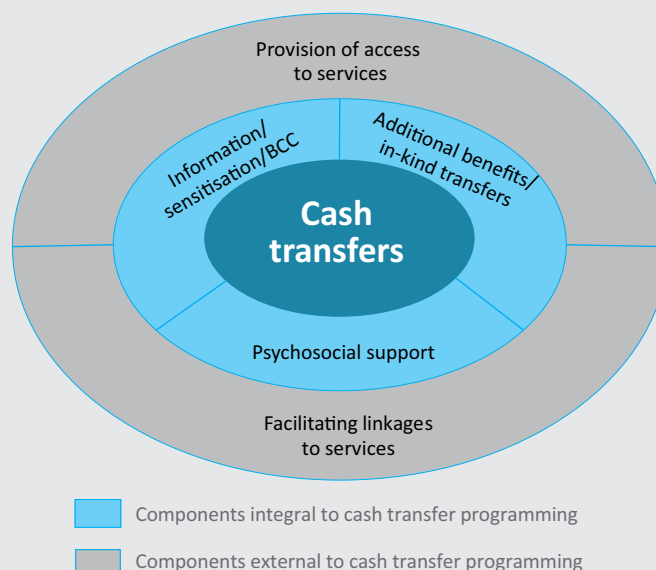 Provision of access
to services
Information/
sensitisation/BCC
Additional benefits/
in-kind transfers
Cash
transfers
Psychosocial support
Facilitating linkages
to services
Components integral to cash transfer programming
Components external to cash transfer programming